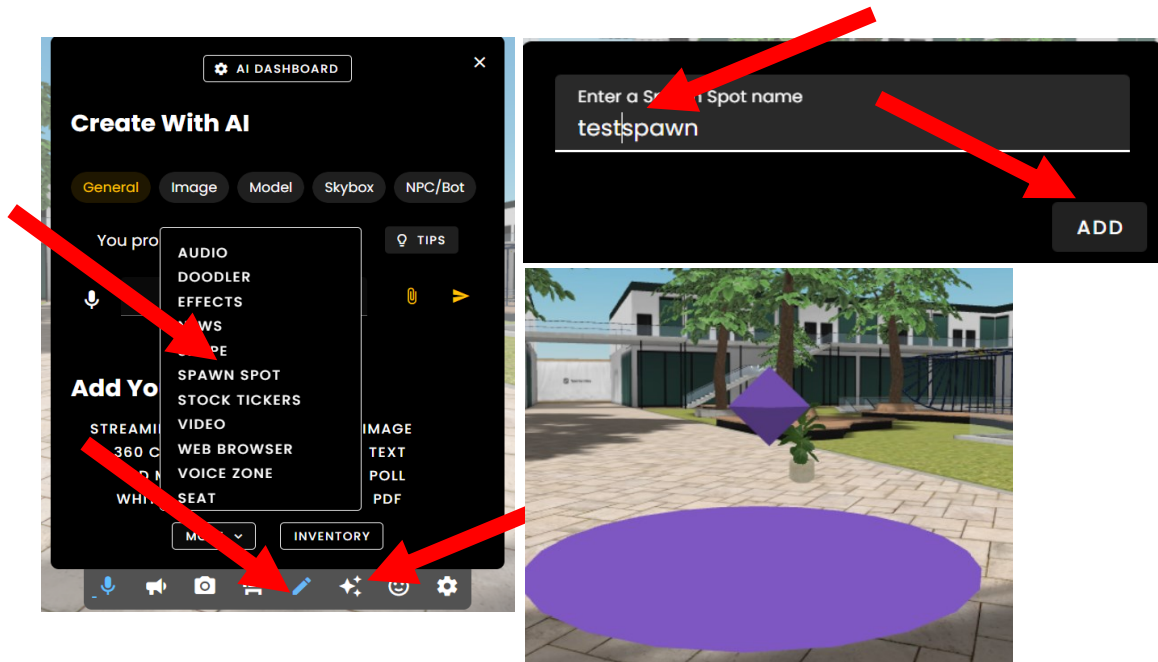 AI DASHBOARD
Create With AI
General Image Model Skybox NPC/Bot
You pro
TIPS
AUDIO
DOODLER
EFFECTS
SPAWN SPOT
STOCK TICKERS
VIDEO
WEB BROWSER
VOICE ZONE
SEAT
Add Yo
STREAMI
IMAGE
360 C
TEXT
POLL
WHI
PDF
INVENTORY
Enter a Spot name
testspawn
ADD